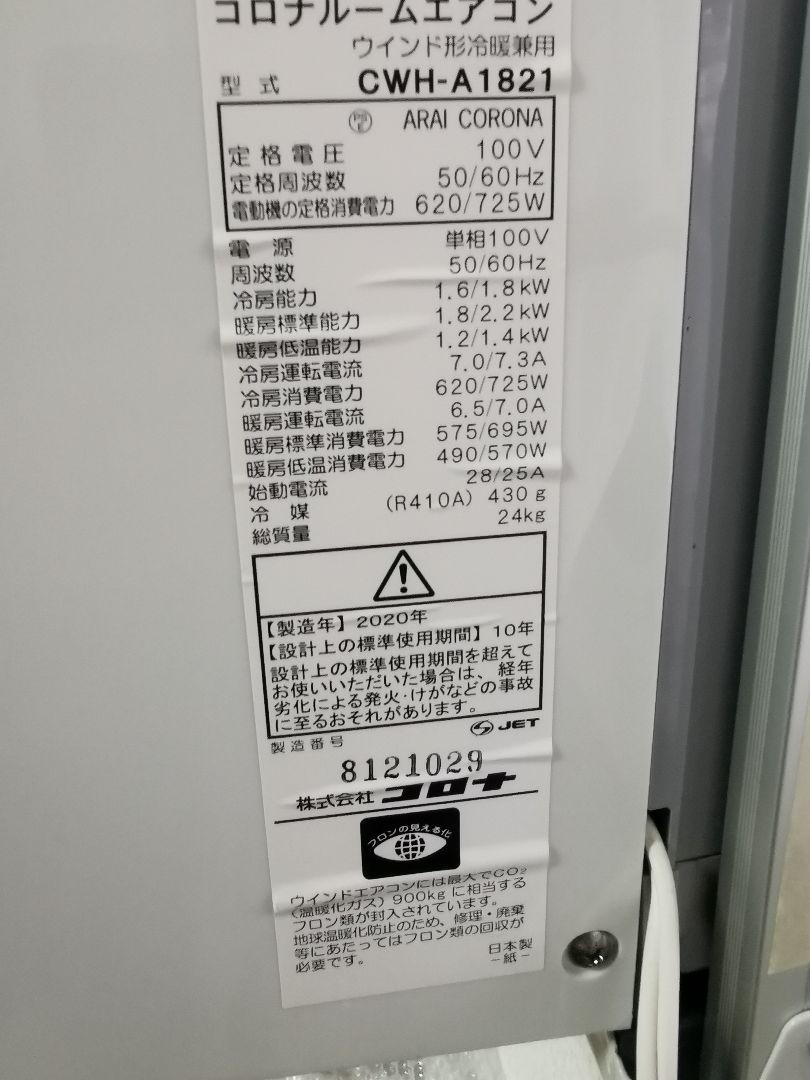 コロナルームエアコン
ウインド形冷暖兼用
型式 CWH-A1821
PSE ARAI CORONA
定格電圧 100V
定格周波数 50/60Hz
電動機の定格消費電力 620/725W
電源 単相100V
周波数 50/60Hz
冷房能力 1.6/1.8kW
暖房標準能力 1.8/2.2kW
暖房低温能力 1.2/1.4kW
冷房運転電流 7.0/7.3A
冷房消費電力 620/725W
暖房運転電流 6.5/7.0A
暖房標準消費電力 575/695W
暖房低温消費電力 490/570W
始動電流 28/25A
冷媒 (R410A) 430g
総質量 24kg
【製造年】2020年
【設計上の標準使用期間】10年
設計上の標準使用期間を超えて
お使いいただいた場合は、経年
劣化による発火・けがなどの事故
に至るおそれがあります。
JET
製造番号
8121029
株式会社 コロナ
フロンの見える化
ウインドエアコンには最大でCO₂
(温暖化ガス)900kgに相当する
フロン類が封入されています。
地球温暖化防止のため、修理・廃棄
等にあたってはフロン類の回収が
必要です。
日本製
-紙-